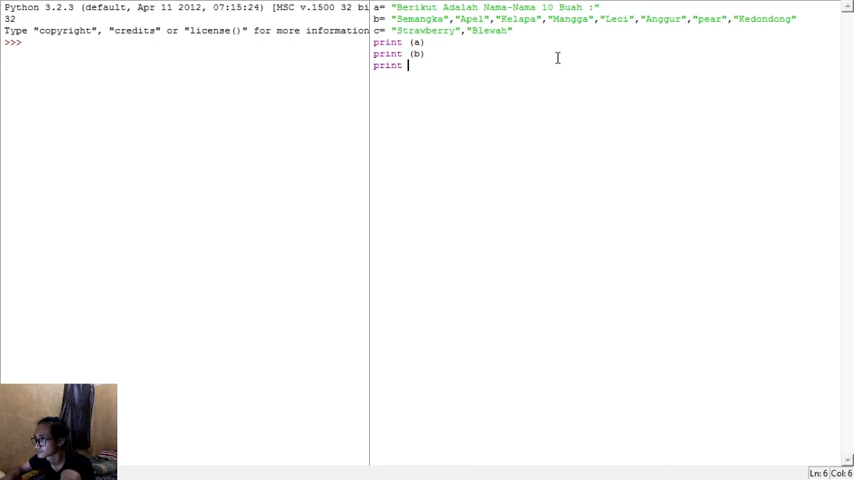 Python 3.2.3 (default, Apr 11 2012, 07:15:24) [MSC v.1500 32 bi
32
Type "copyright", "credits" or "license()" for more information
>>>
a= "Berikut Adalah Nama-Nama 10 Buah :"
b= "Semangka","Apel","Kelapa","Mangga","Leci","Anggur","pear","Kedondong"
c= "Strawberry","Blewah"
print (a)
print (b)
print
Ln: 6 Col: 6